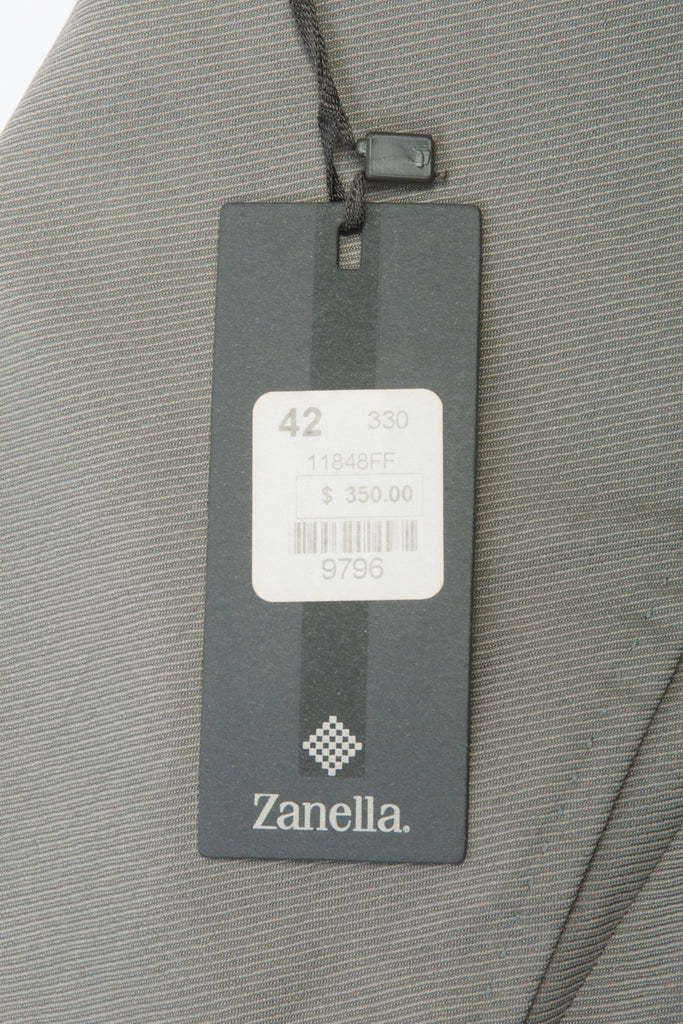 42 330
11848FF
$ 350.00
9796
Zanella.